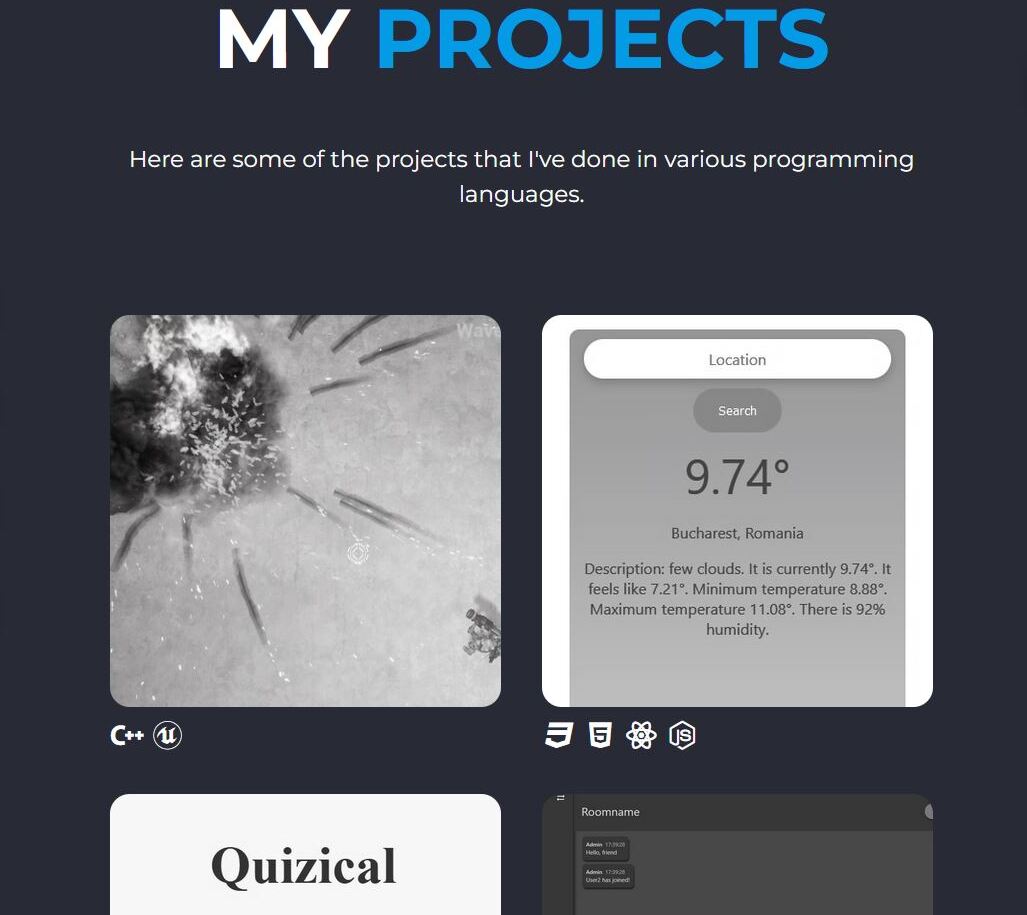 MY PROJECTS
Here are some of the projects that I've done in various programming
languages.
Location
Search
9.74°
Bucharest, Romania
Description: few clouds. It is currently 9.74°. It
feels like 7.21°. Minimum temperature 8.88°.
Maximum temperature 11.08°. There is 92%
humidity.
C++
JS
Quizical
Roomname
Admin 17:39:28
Hello, friend
Admin 17:39:28
User2 has joined!